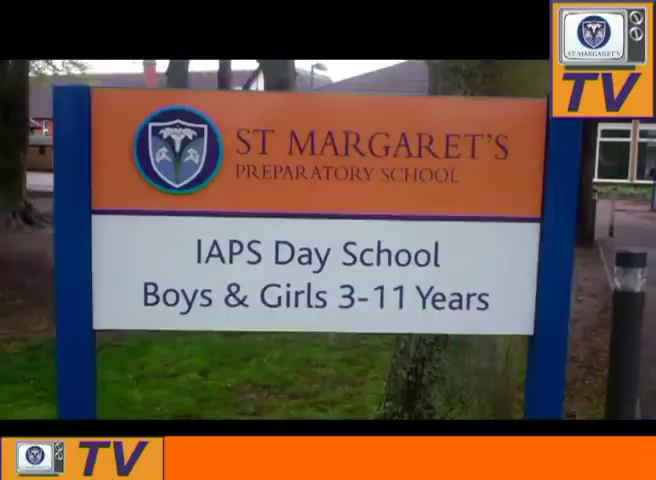 ST MARGARET'S
TV
ST MARGARET'S
PREPARATORY SCHOOL
IAPS Day School
Boys & Girls 3-11 Years
TV